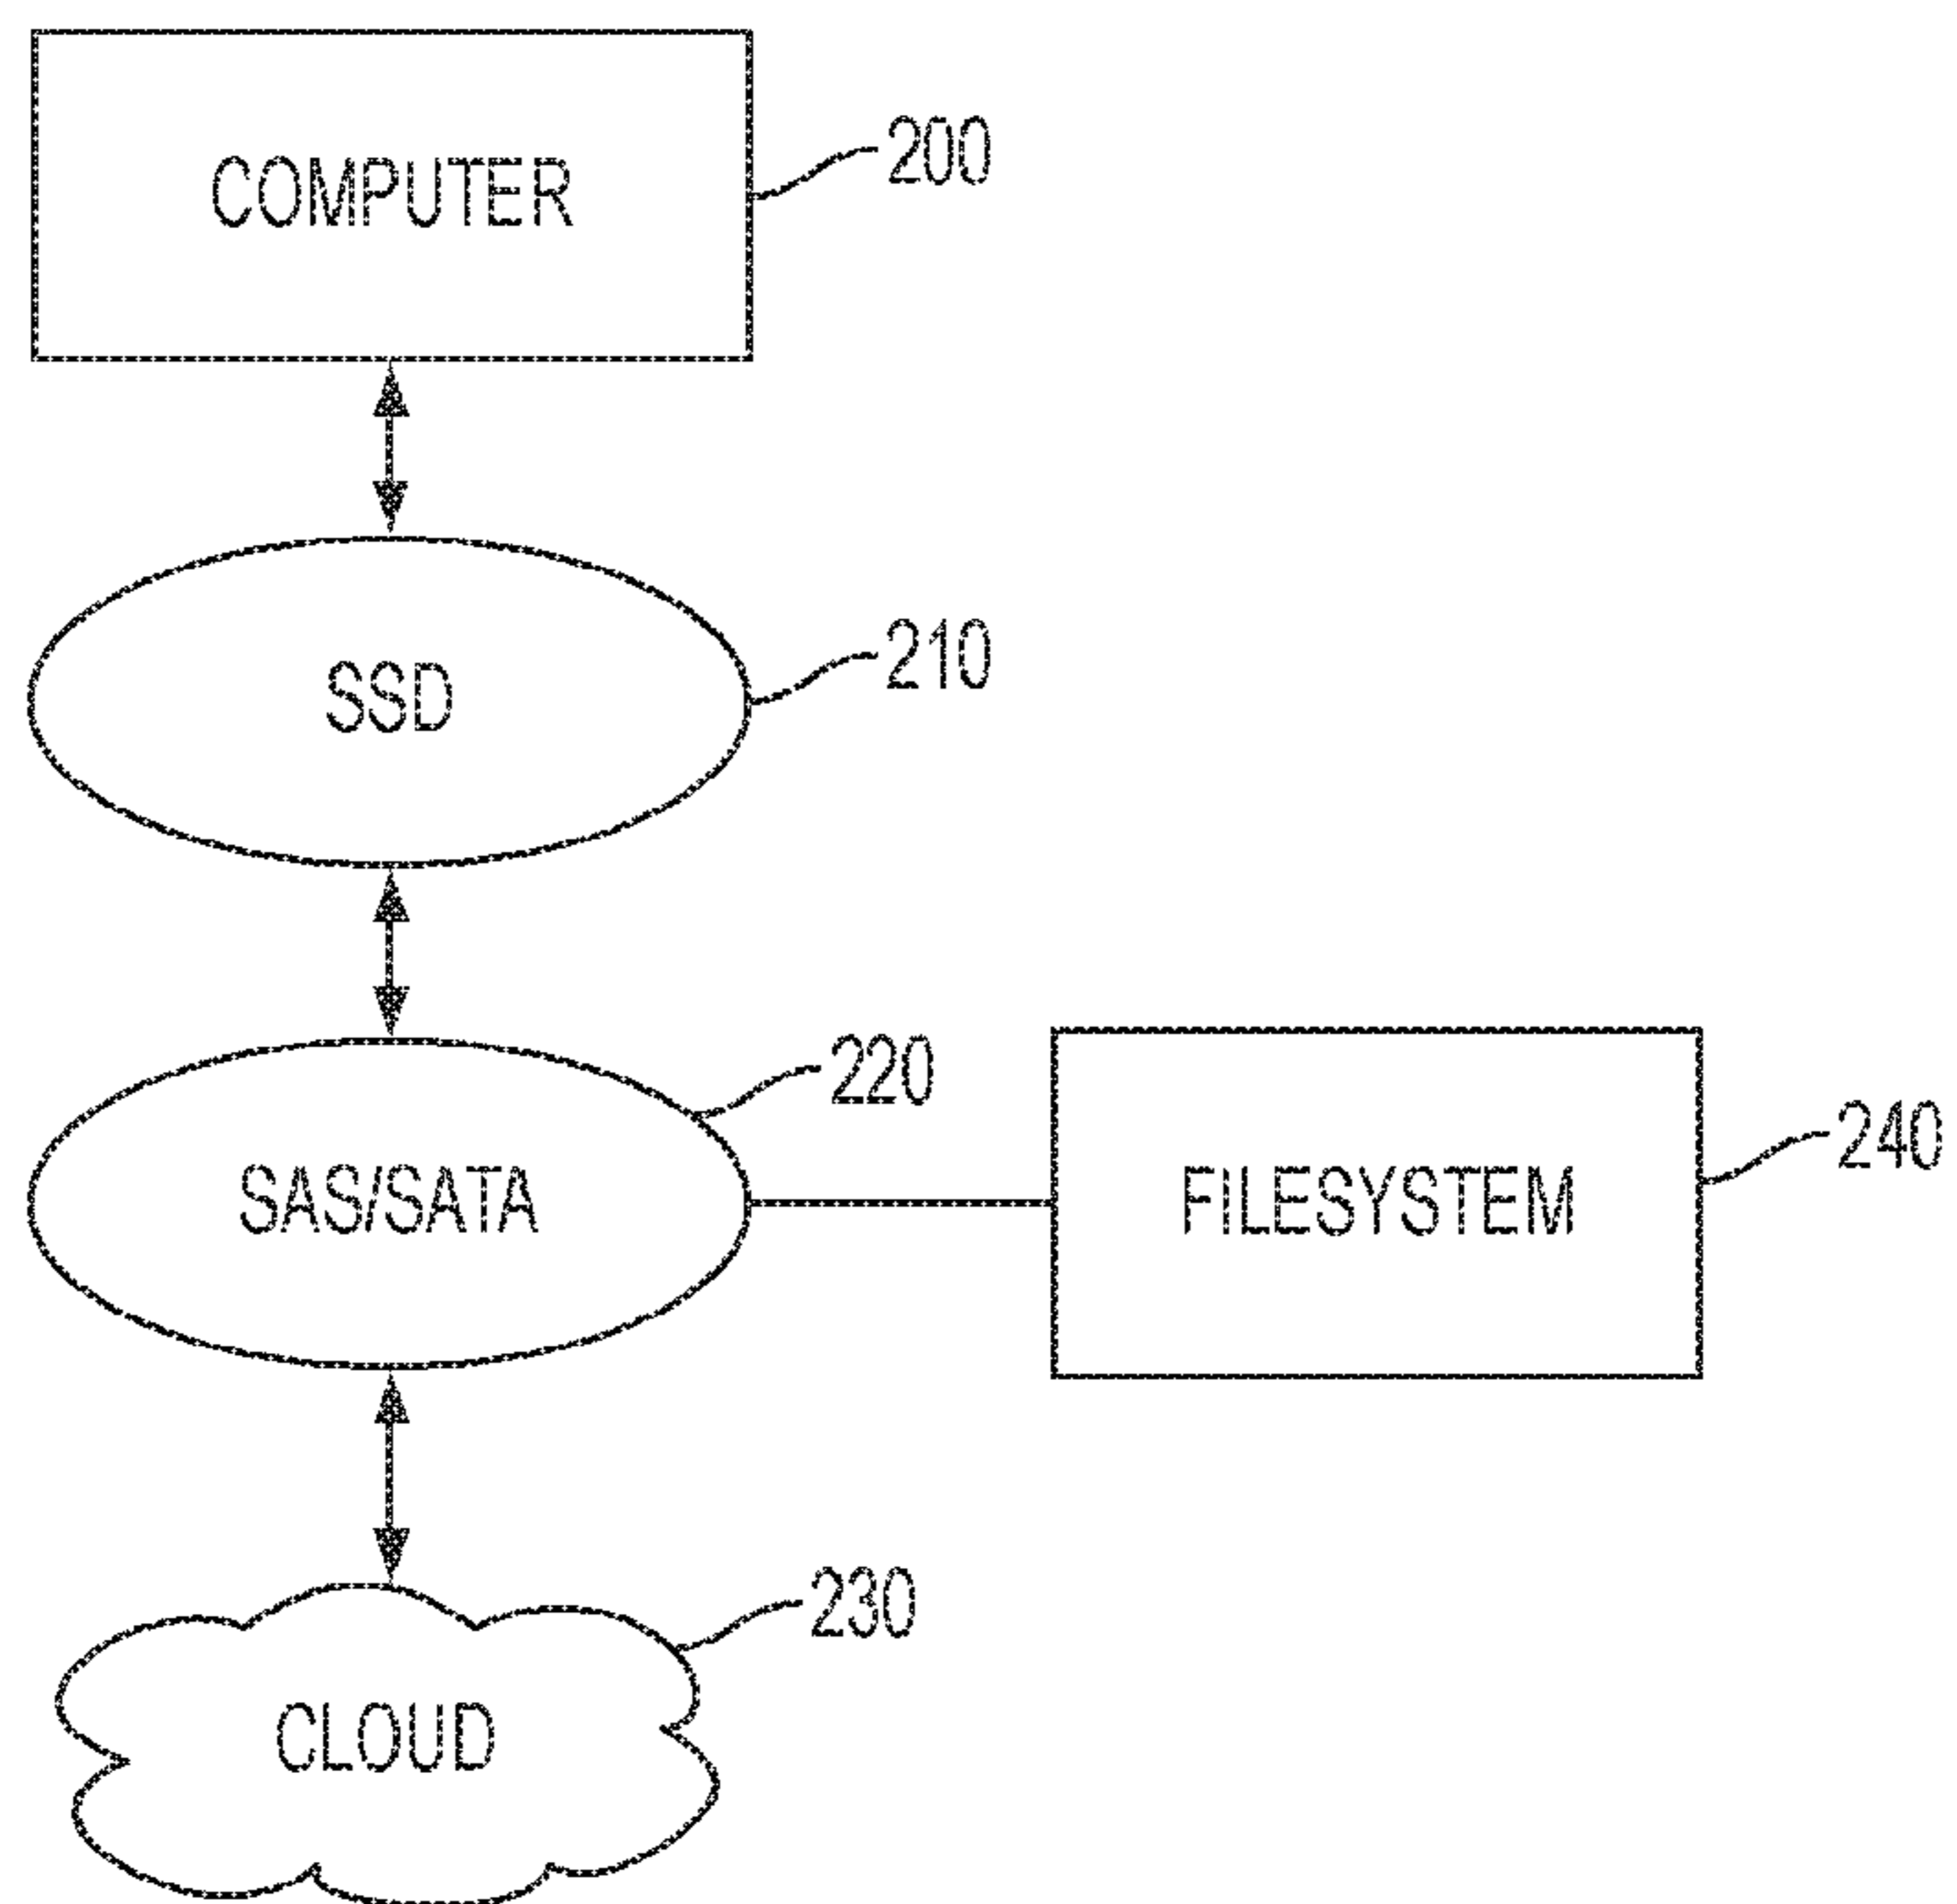 COMPUTER
200
SSD
210
220
SAS/SATA
FILESYSTEM
240
230
CLOUD